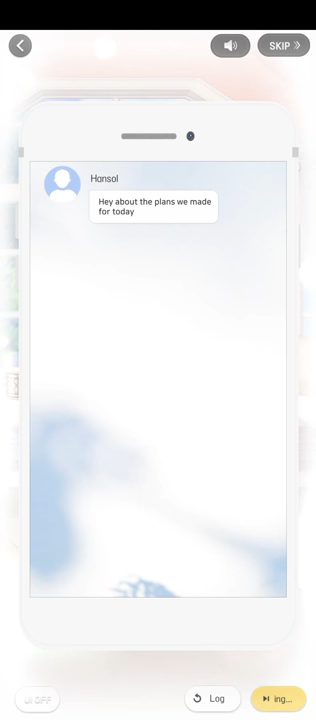 SKIP
Hansol
Hey about the plans we made
for today
UI OFF
Log
ing...